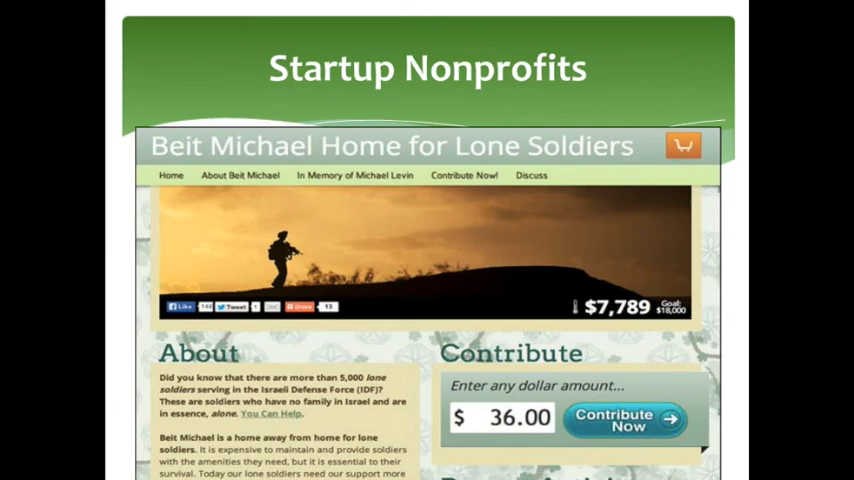 Startup Nonprofits
Beit Michael Home for Lone Soldiers
Home About Beit Michael In Memory of Michael Levin Contribute Now! Discuss
Like Tweet 1 Share 13
$7,789 Goal: $18,000
About
Did you know that there are more than 5,000 lone
soldiers serving in the Israeli Defense Force (IDF)?
These are soldiers who have no family in Israel and are
in essence, alone. You Can Help.
Beit Michael is a home away from home for lone
soldiers. It is expensive to maintain and provide soldiers
with the amenities they need, but it is essential to their
survival. Today our lone soldiers need our support more
Contribute
Enter any dollar amount...
$ 36.00 Contribute Now